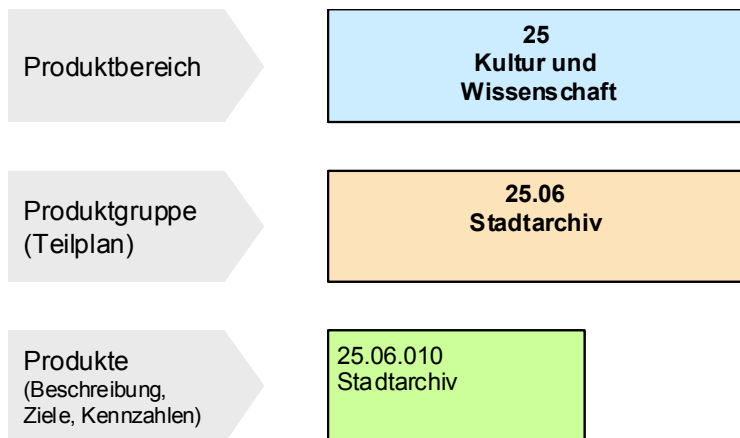 Produktbereich
25
Kultur und
Wissenschaft
Produktgruppe
(Teilplan)
25.06
Stadtarchiv
Produkte
(Beschreibung,
Ziele, Kennzahlen)
25.06.010
Stadtarchiv